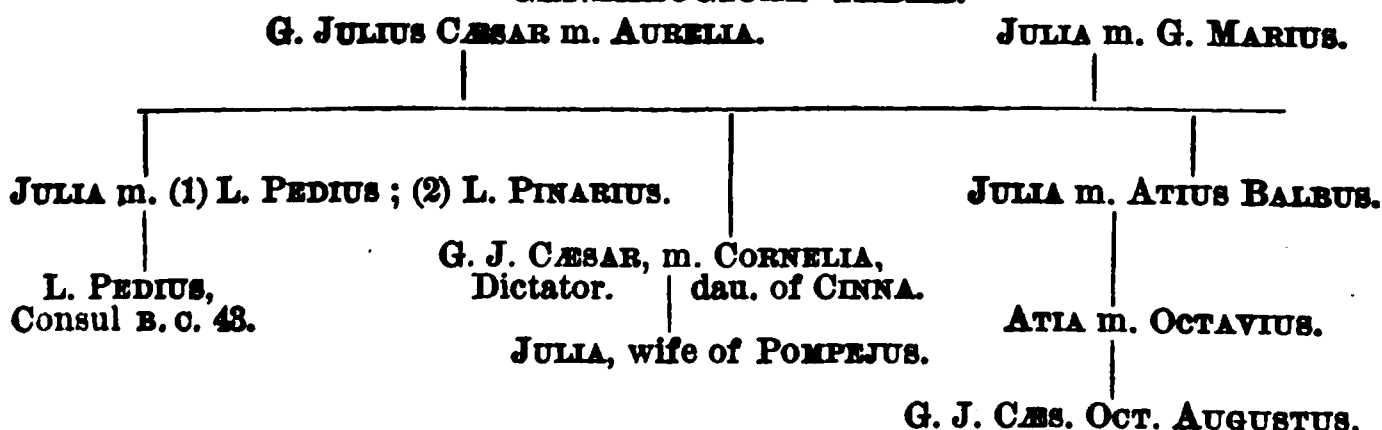 G. JULIUS CÆSAR m. AURELIA. JULIA m. G. MARIUS.
JULIA m. (1) L. PEDIUS ; (2) L. PINARIUS. JULIA m. ATIUS BALBUS.
G. J. CÆSAR, m. CORNELIA,
Dictator. dau. of CINNA.
L. PEDIUS,
Consul B. C. 43.
ATIA m. OCTAVIUS.
JULIA, wife of POMPEJUS.
G. J. CÆS. OCT. AUGUSTUS.